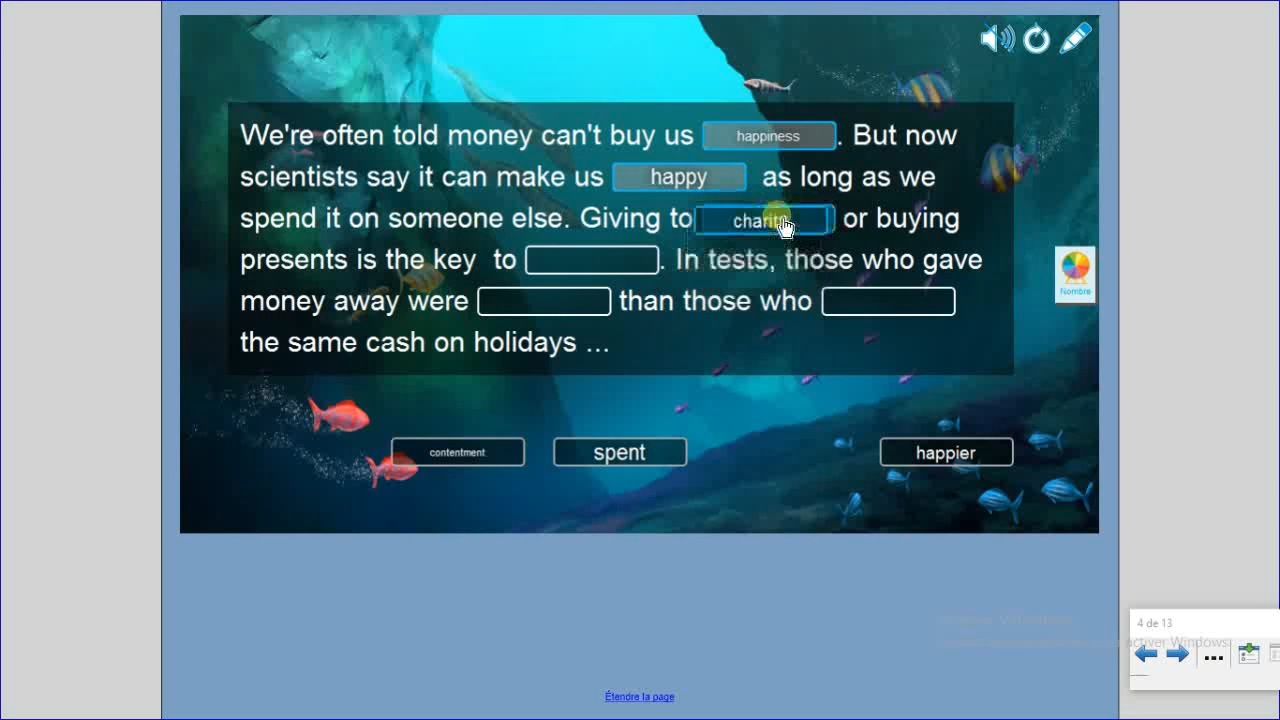 We're often told money can't buy us happiness. But now
scientists say it can make us happy as long as we
spend it on someone else. Giving to charity or buying
presents is the key to . In tests, those who gave
money away were than those who
the same cash on holidays ...
Nombre
contentment spent happier
4 de 13
activer Windows.
...
Étendre la page